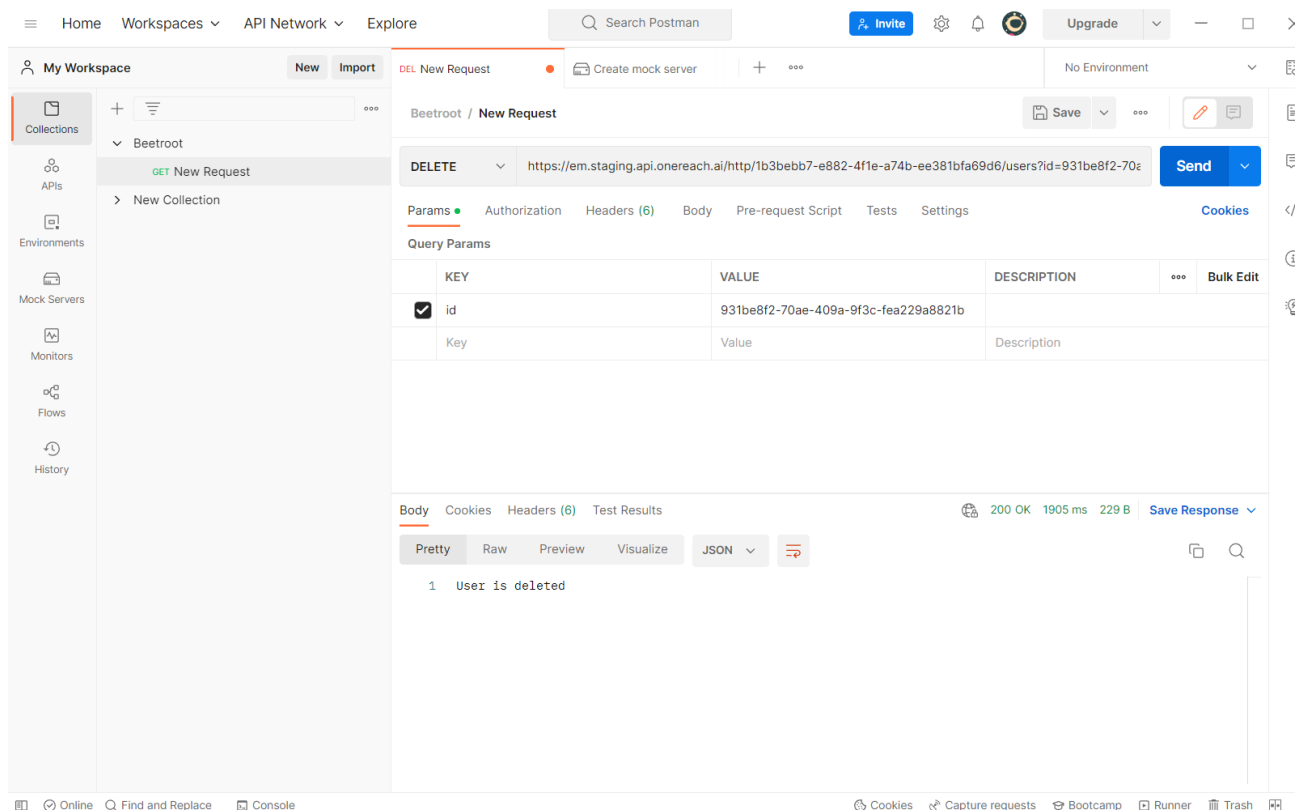 Home Workspaces API Network Explore Search Postman Invite Upgrade
My Workspace New Import DEL New Request Create mock server No Environment
Collections
APIs
Environments
Mock Servers
Monitors
Flows
History
Beetroot
GET New Request
New Collection
Beetroot / New Request Save
DELETE https://em.staging.api.onereach.ai/http/1b3bebb7-e882-4f1e-a74b-ee381bfa69d6/users?id=931be8f2-70a Send
Params Authorization Headers (6) Body Pre-request Script Tests Settings Cookies
Query Params
KEY VALUE DESCRIPTION Bulk Edit
id 931be8f2-70ae-409a-9f3c-fea229a8821b
Key Value Description
Body Cookies Headers (6) Test Results 200 OK 1905 ms 229 B Save Response
Pretty Raw Preview Visualize JSON
1 User is deleted
Online Find and Replace Console Cookies Capture requests Bootcamp Runner Trash